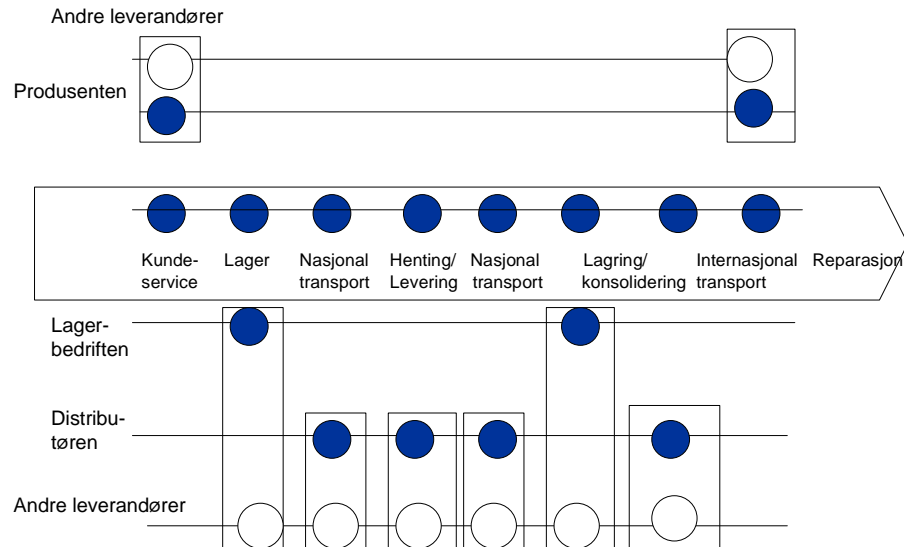 Andre leverandører
Produsenten
Kunde-
service
Lager
Nasjonal
transport
Henting/
Levering
Nasjonal
transport
Lagring/
konsolidering
Internasjonal
transport
Reparasjon
Lager-
bedriften
Distribu-
tøren
Andre leverandører